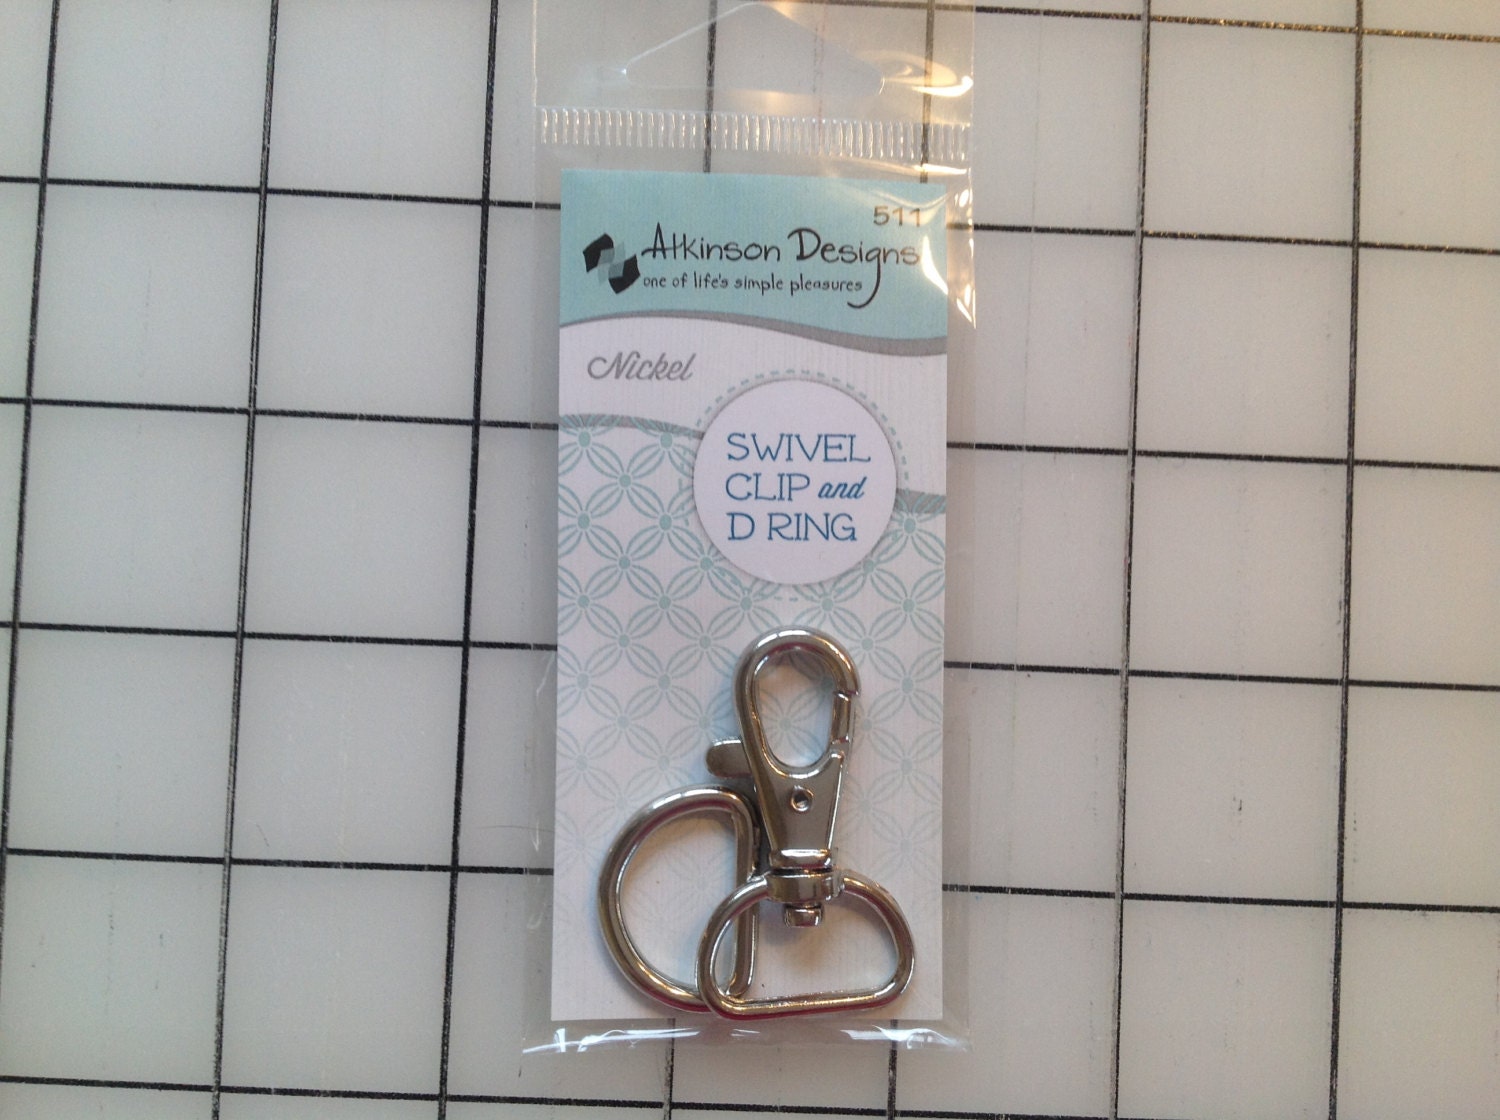 511
Atkinson Designs
one of life's simple pleasures
Nickel
SWIVEL
CLIP and
D RING